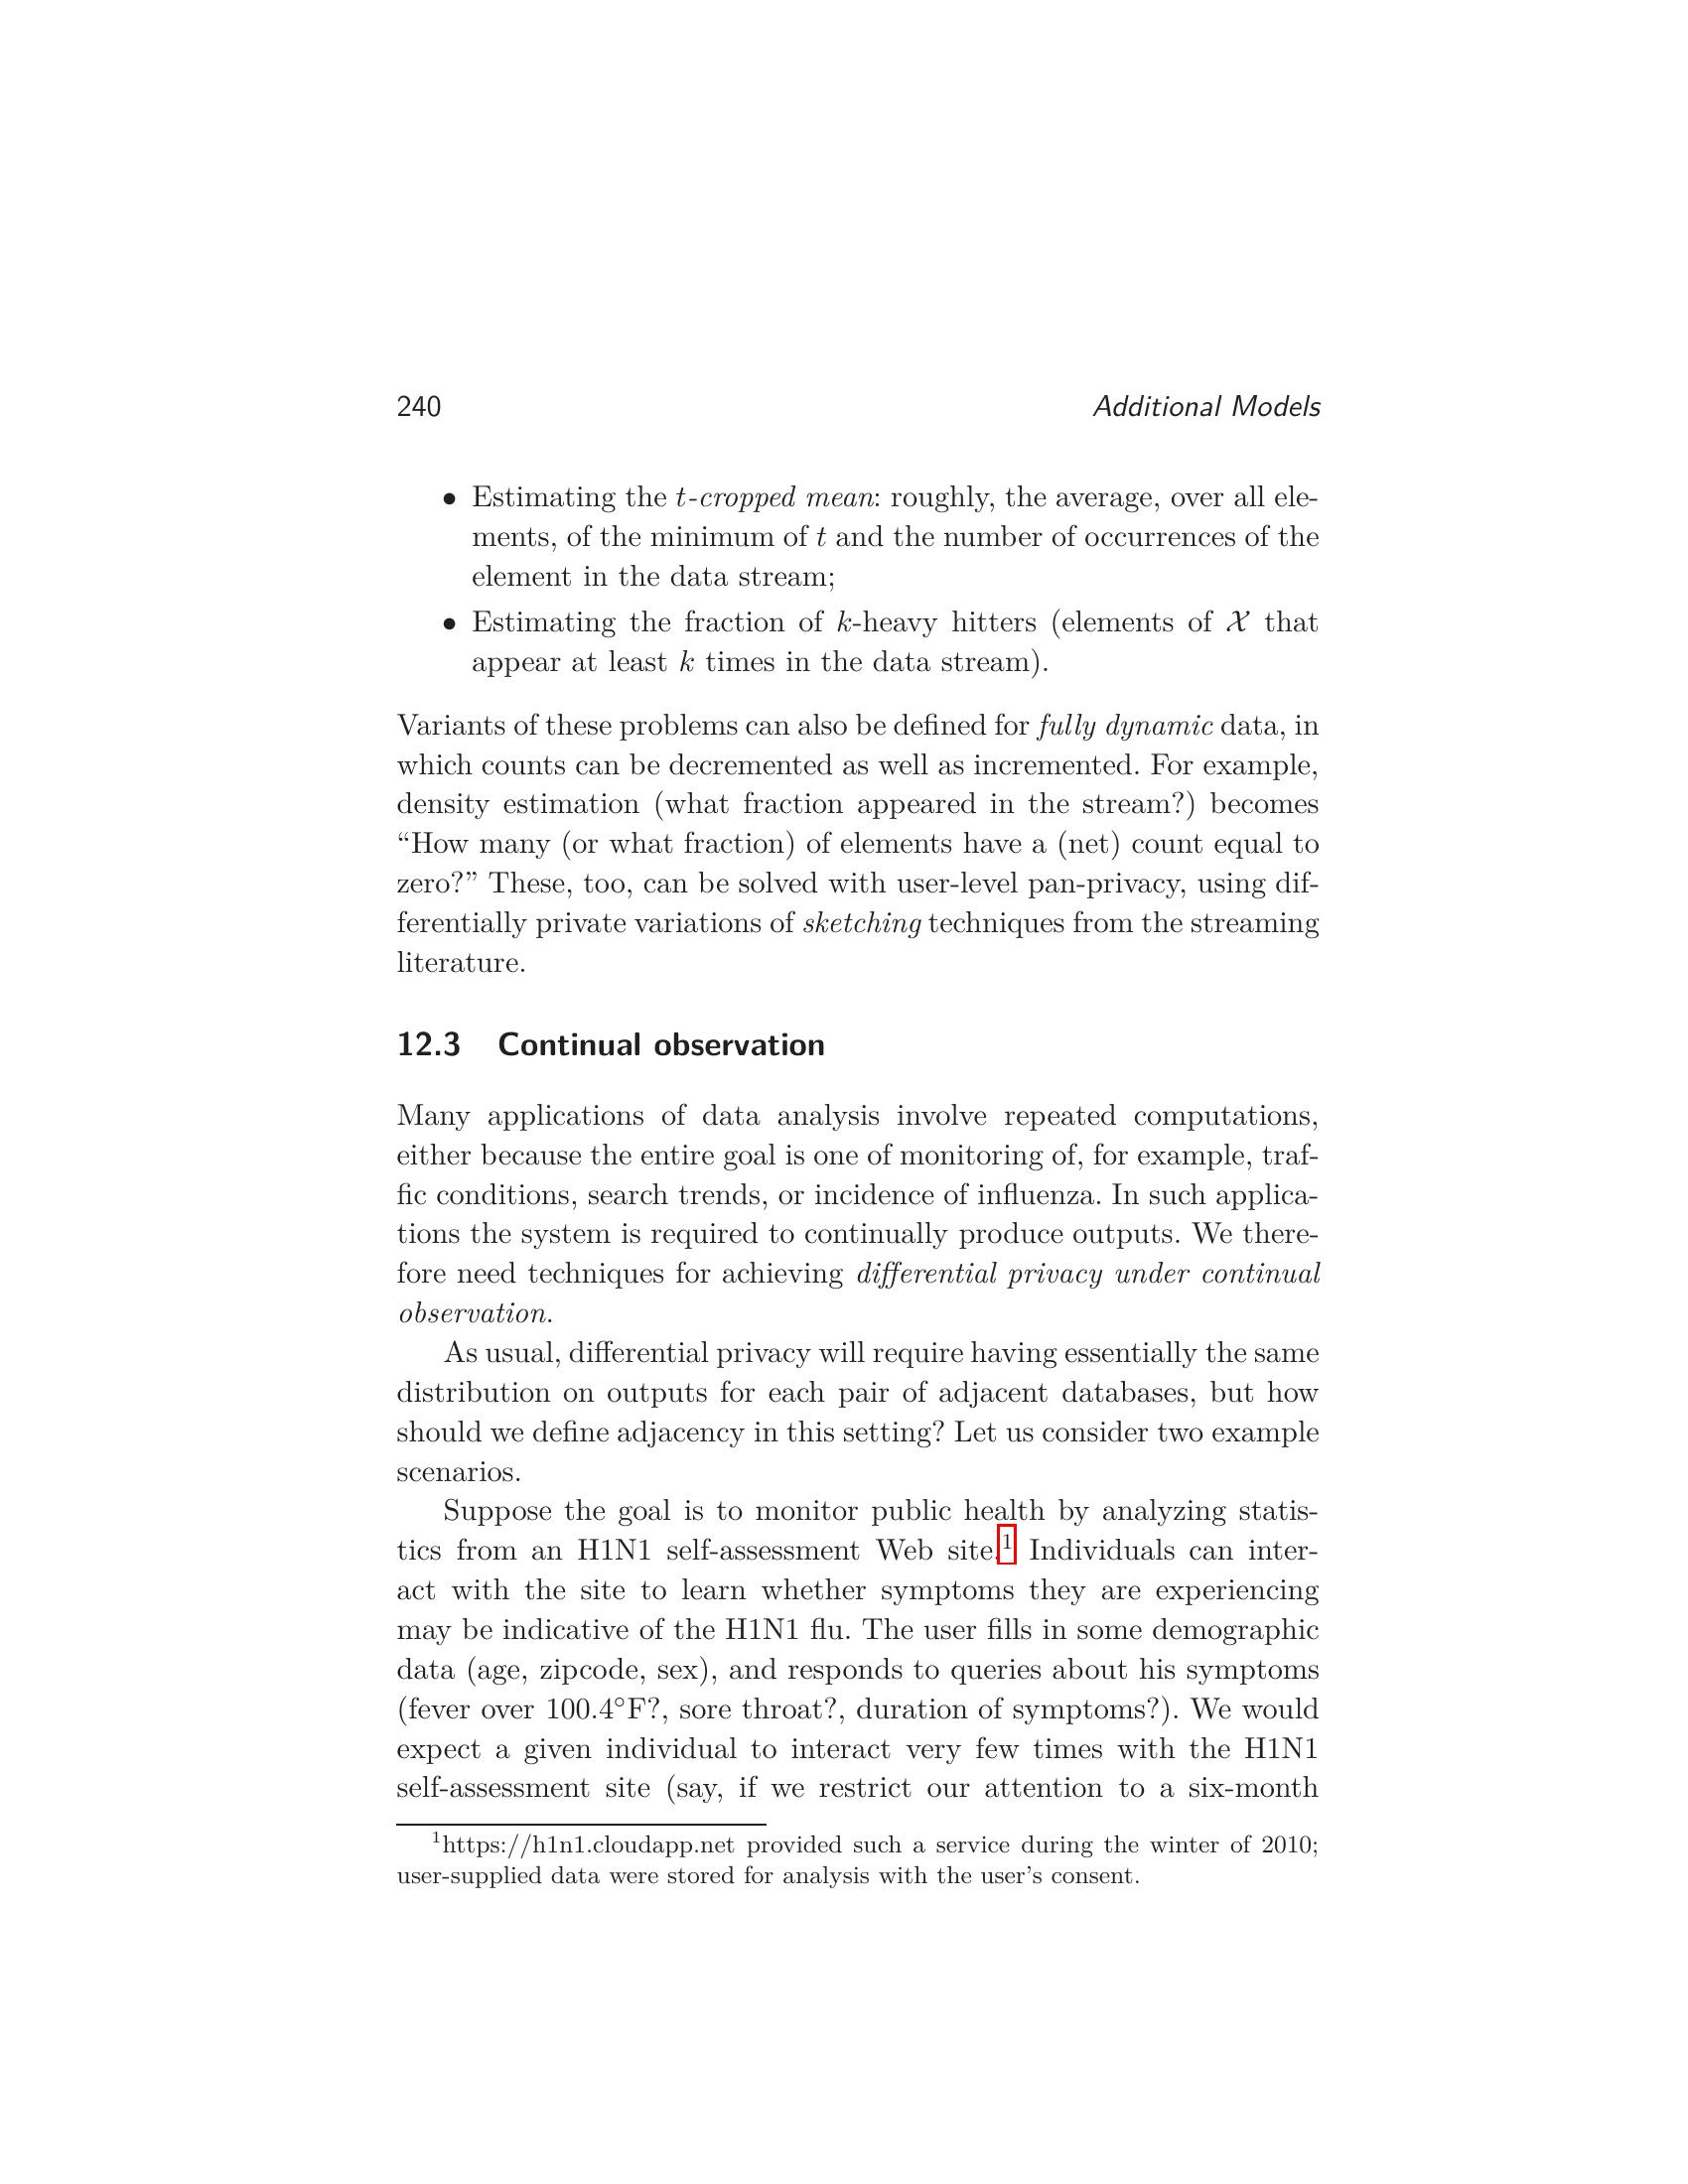 240 Additional Models
• Estimating the t-cropped mean: roughly, the average, over all ele-
ments, of the minimum of t and the number of occurrences of the
element in the data stream;
• Estimating the fraction of k-heavy hitters (elements of 𝒳 that
appear at least k times in the data stream).
Variants of these problems can also be defined for fully dynamic data, in
which counts can be decremented as well as incremented. For example,
density estimation (what fraction appeared in the stream?) becomes
“How many (or what fraction) of elements have a (net) count equal to
zero?” These, too, can be solved with user-level pan-privacy, using dif-
ferentially private variations of sketching techniques from the streaming
literature.
12.3 Continual observation
Many applications of data analysis involve repeated computations,
either because the entire goal is one of monitoring of, for example, traf-
fic conditions, search trends, or incidence of influenza. In such applica-
tions the system is required to continually produce outputs. We there-
fore need techniques for achieving differential privacy under continual
observation.
As usual, differential privacy will require having essentially the same
distribution on outputs for each pair of adjacent databases, but how
should we define adjacency in this setting? Let us consider two example
scenarios.
Suppose the goal is to monitor public health by analyzing statis-
tics from an H1N1 self-assessment Web site.¹ Individuals can inter-
act with the site to learn whether symptoms they are experiencing
may be indicative of the H1N1 flu. The user fills in some demographic
data (age, zipcode, sex), and responds to queries about his symptoms
(fever over 100.4°F?, sore throat?, duration of symptoms?). We would
expect a given individual to interact very few times with the H1N1
self-assessment site (say, if we restrict our attention to a six-month
¹https://h1n1.cloudapp.net provided such a service during the winter of 2010;
user-supplied data were stored for analysis with the user’s consent.